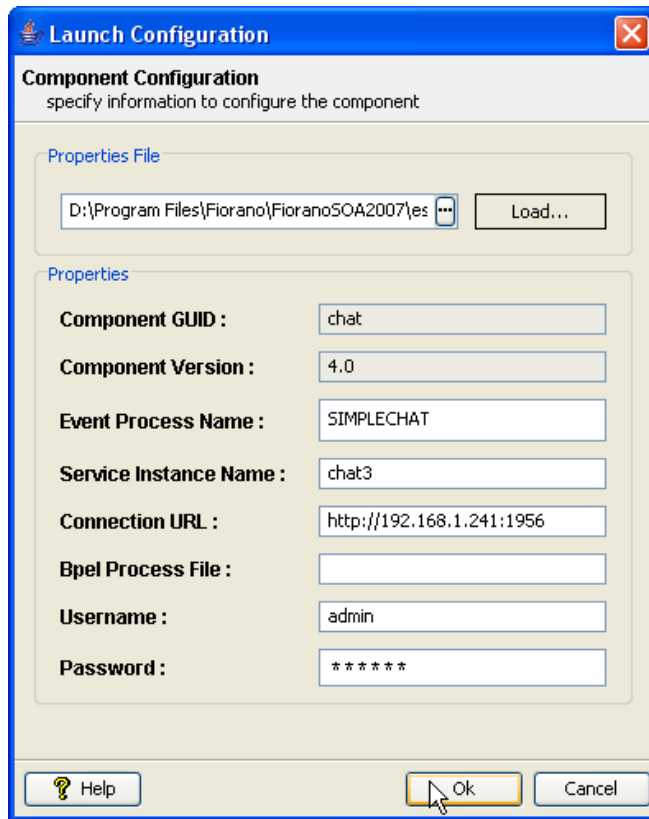 Launch Configuration
Component Configuration
specify information to configure the component
Properties File
D:\Program Files\Fiorano\FioranoSOA2007\es ...
Load...
Properties
Component GUID : chat
Component Version : 4.0
Event Process Name : SIMPLECHAT
Service Instance Name : chat3
Connection URL : http://192.168.1.241:1956
Bpel Process File :
Username : admin
Password : ******
Help Ok Cancel